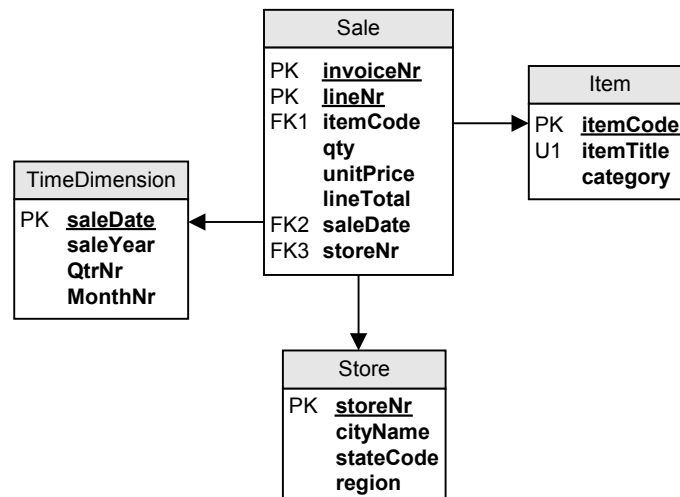 Sale
PK invoiceNr
PK lineNr
FK1 itemCode
qty
unitPrice
lineTotal
FK2 saleDate
FK3 storeNr
Item
PK itemCode
U1 itemTitle
category
TimeDimension
PK saleDate
saleYear
QtrNr
MonthNr
Store
PK storeNr
cityName
stateCode
region